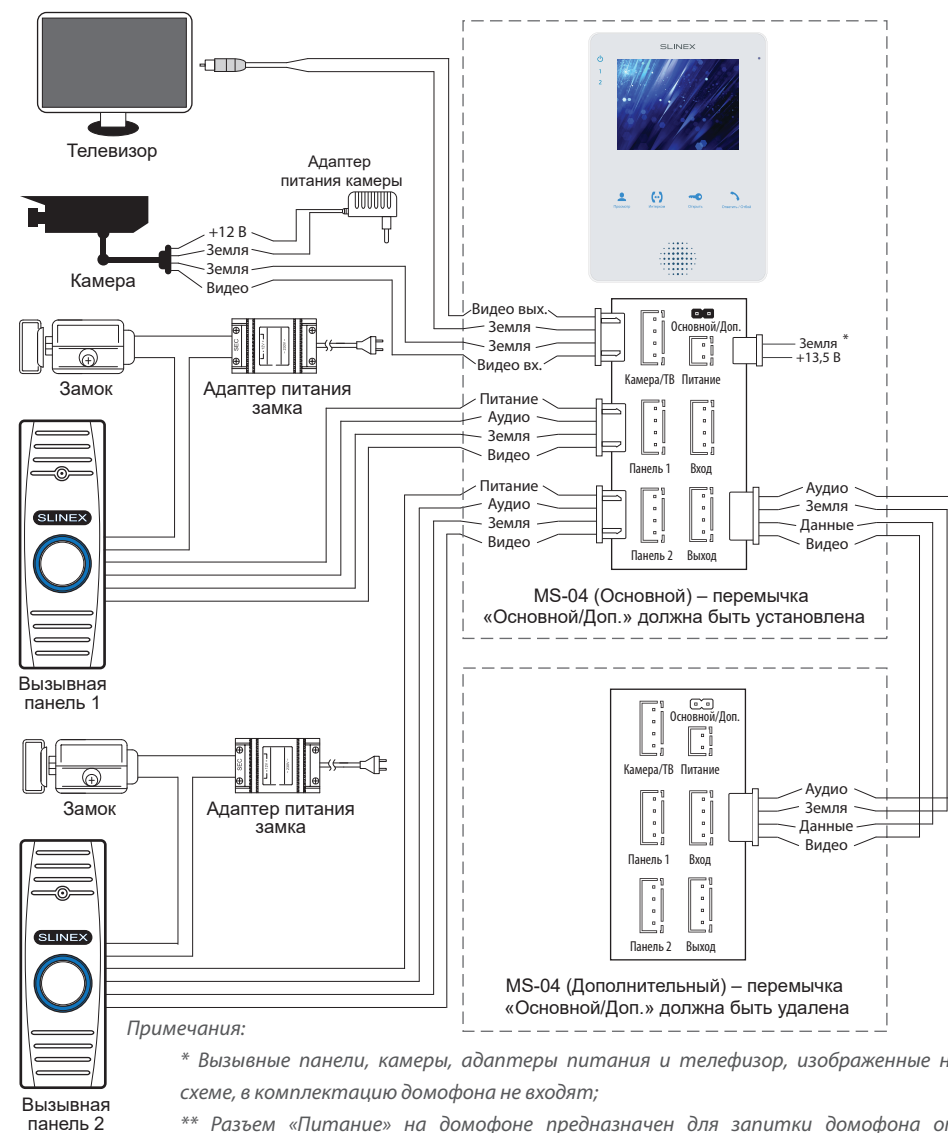 SLINEX
1
2
Телевизор
Адаптер
питания камеры
+12 В
Земля
Земля
Видео
Камера
Видео вых.
Земля
Земля
Видео вх.
Основной/Доп.
Камера/ТВ Питание
Земля *
+13,5 В
SEC
Замок
Адаптер питания
замка
Питание
Аудио
Земля
Видео
Панель 1 Вход
SLINEX
Питание
Аудио
Земля
Видео
Панель 2 Выход
Аудио
Земля
Данные
Видео
MS-04 (Основной) – перемычка
«Основной/Доп.» должна быть установлена
Вызывная
панель 1
SEC
Замок
Адаптер питания
замка
Основной/Доп.
Камера/ТВ Питание
Аудио
Земля
Данные
Видео
Панель 1 Вход
Панель 2 Выход
SLINEX
MS-04 (Дополнительный) – перемычка
«Основной/Доп.» должна быть удалена
Вызывная
панель 2
Примечания:
* Вызывные панели, камеры, адаптеры питания и телефизор, изображенные н
схеме, в комплектацию домофона не входят;
** Разъем «Питание» на домофоне предназначен для запитки домофона о